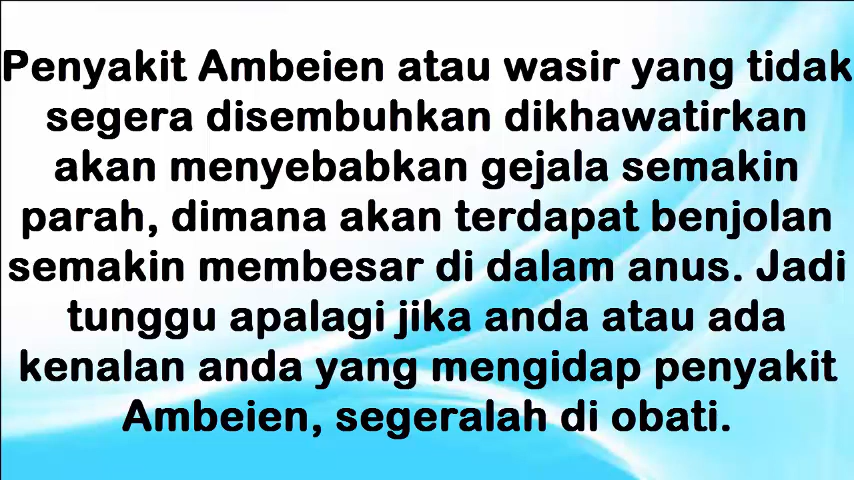 Penyakit Ambeien atau wasir yang tidak
segera disembuhkan dikhawatirkan
akan menyebabkan gejala semakin
parah, dimana akan terdapat benjolan
semakin membesar di dalam anus. Jadi
tunggu apalagi jika anda atau ada
kenalan anda yang mengidap penyakit
Ambeien, segeralah di obati.